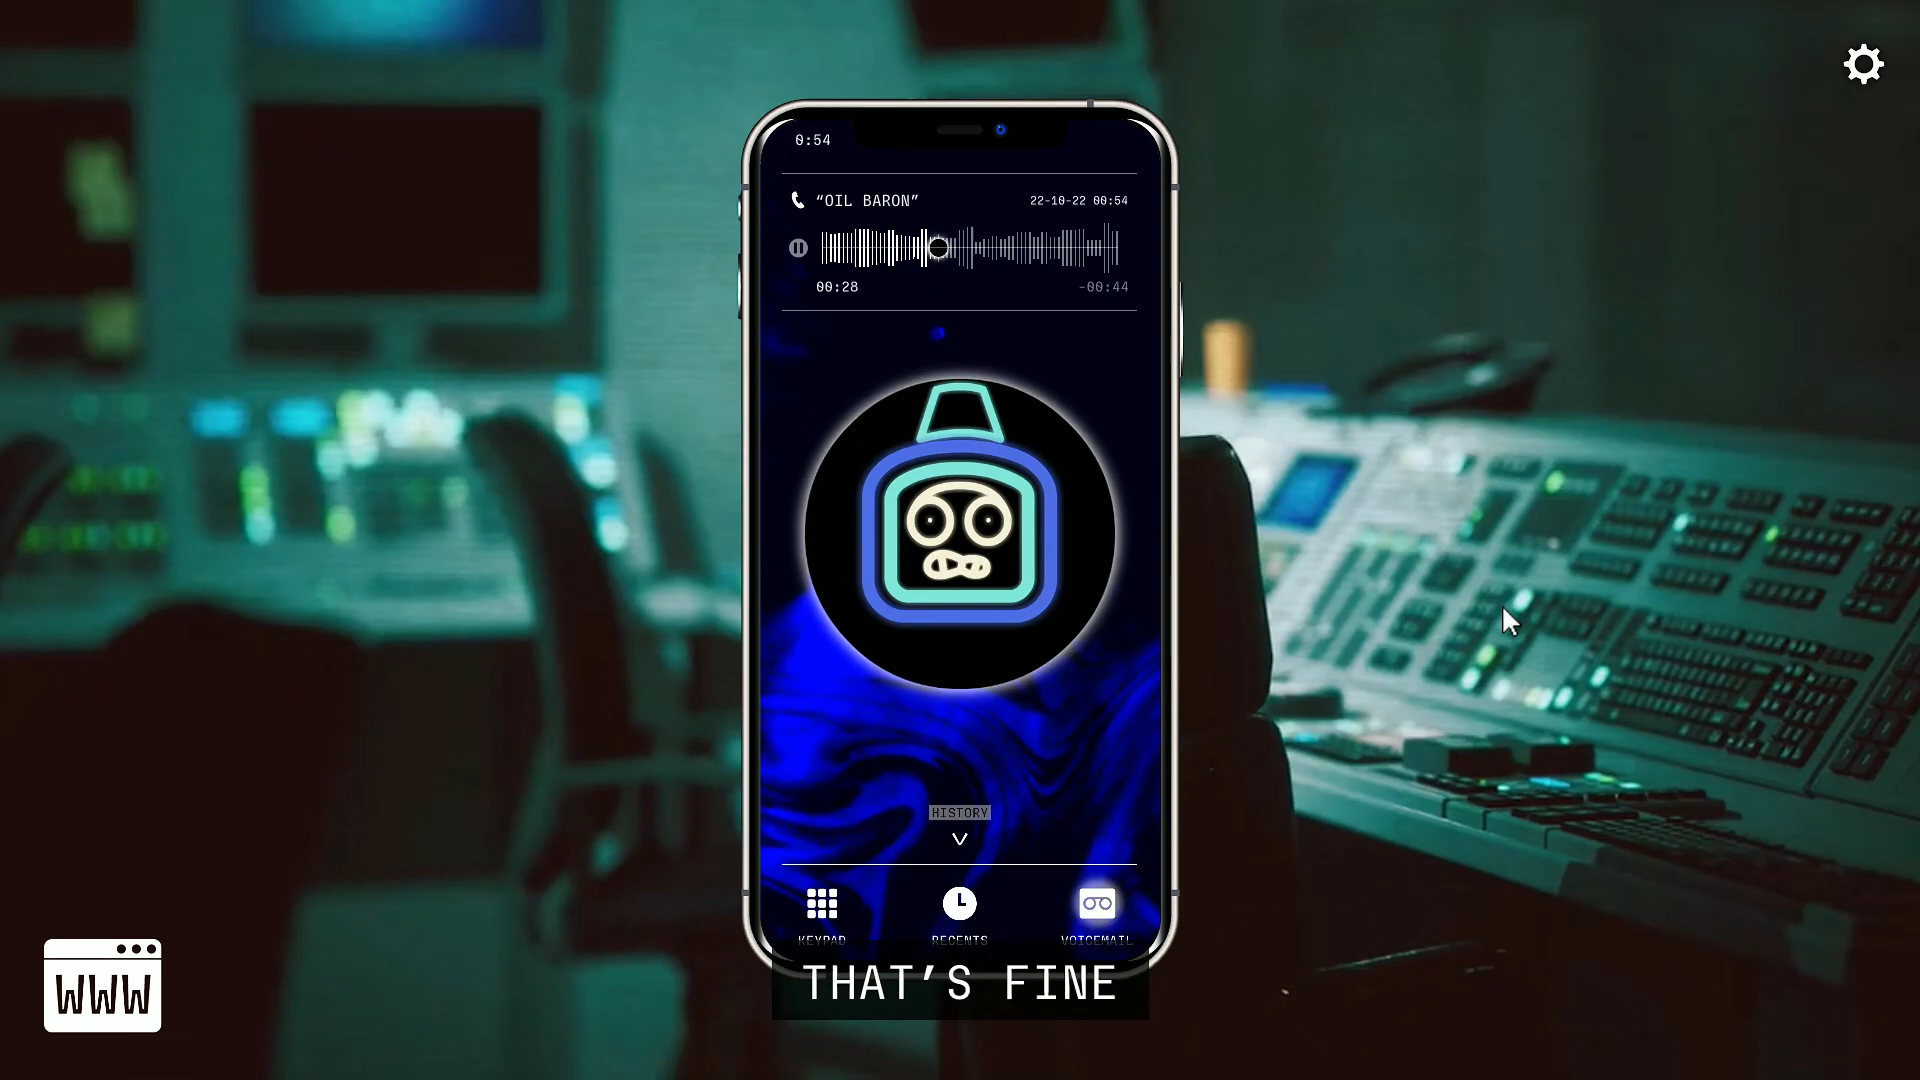 0:54
“OIL BARON”
22-10-22 00:54
00:28
-00:44
HISTORY
KEYPAD
RECENTS
VOICEMAIL
THAT’S FINE
WWW